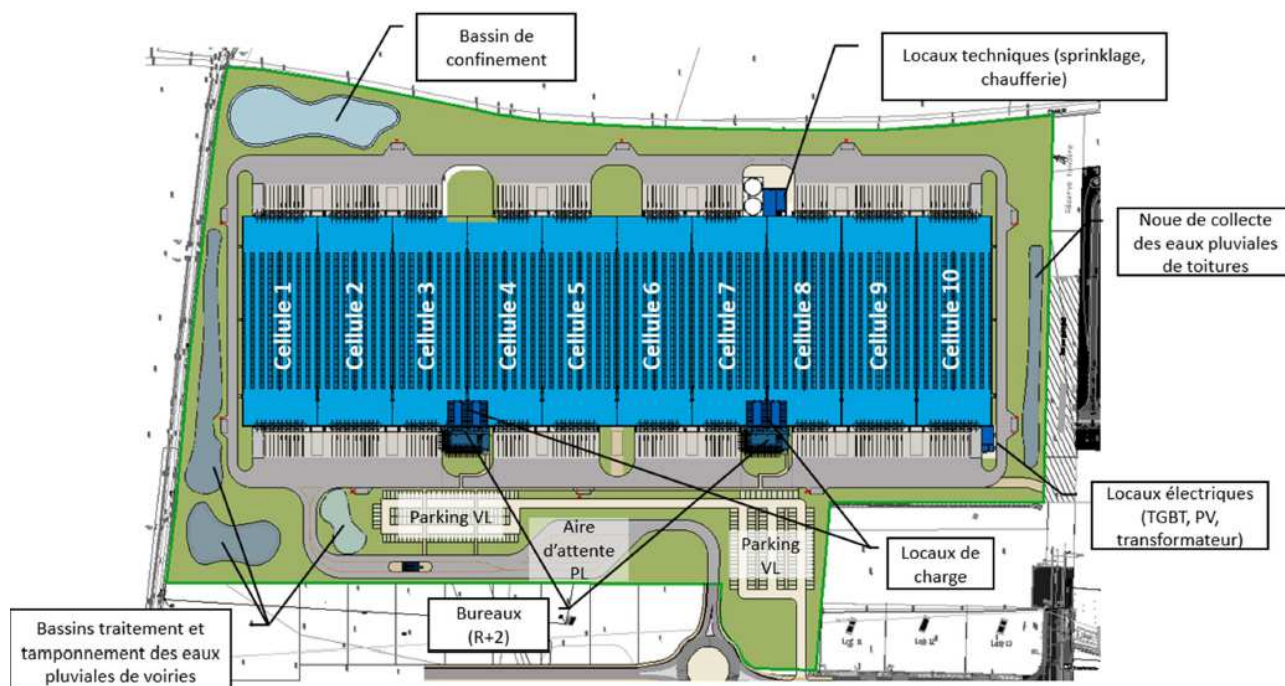 Bassin de
confinement
Locaux techniques (sprinklage,
chaufferie)
Noue de collecte
des eaux pluviales
de toitures
Cellule 1
Cellule 2
Cellule 3
Cellule 4
Cellule 5
Cellule 6
Cellule 7
Cellule 8
Cellule 9
Cellule 10
Parking VL
Aire
d'attente
PL
Parking
VL
Locaux électriques
(TGBT, PV,
transformateur)
Locaux de
charge
Bureaux
(R+2)
Bassins traitement et
tamponnement des eaux
pluviales de voiries